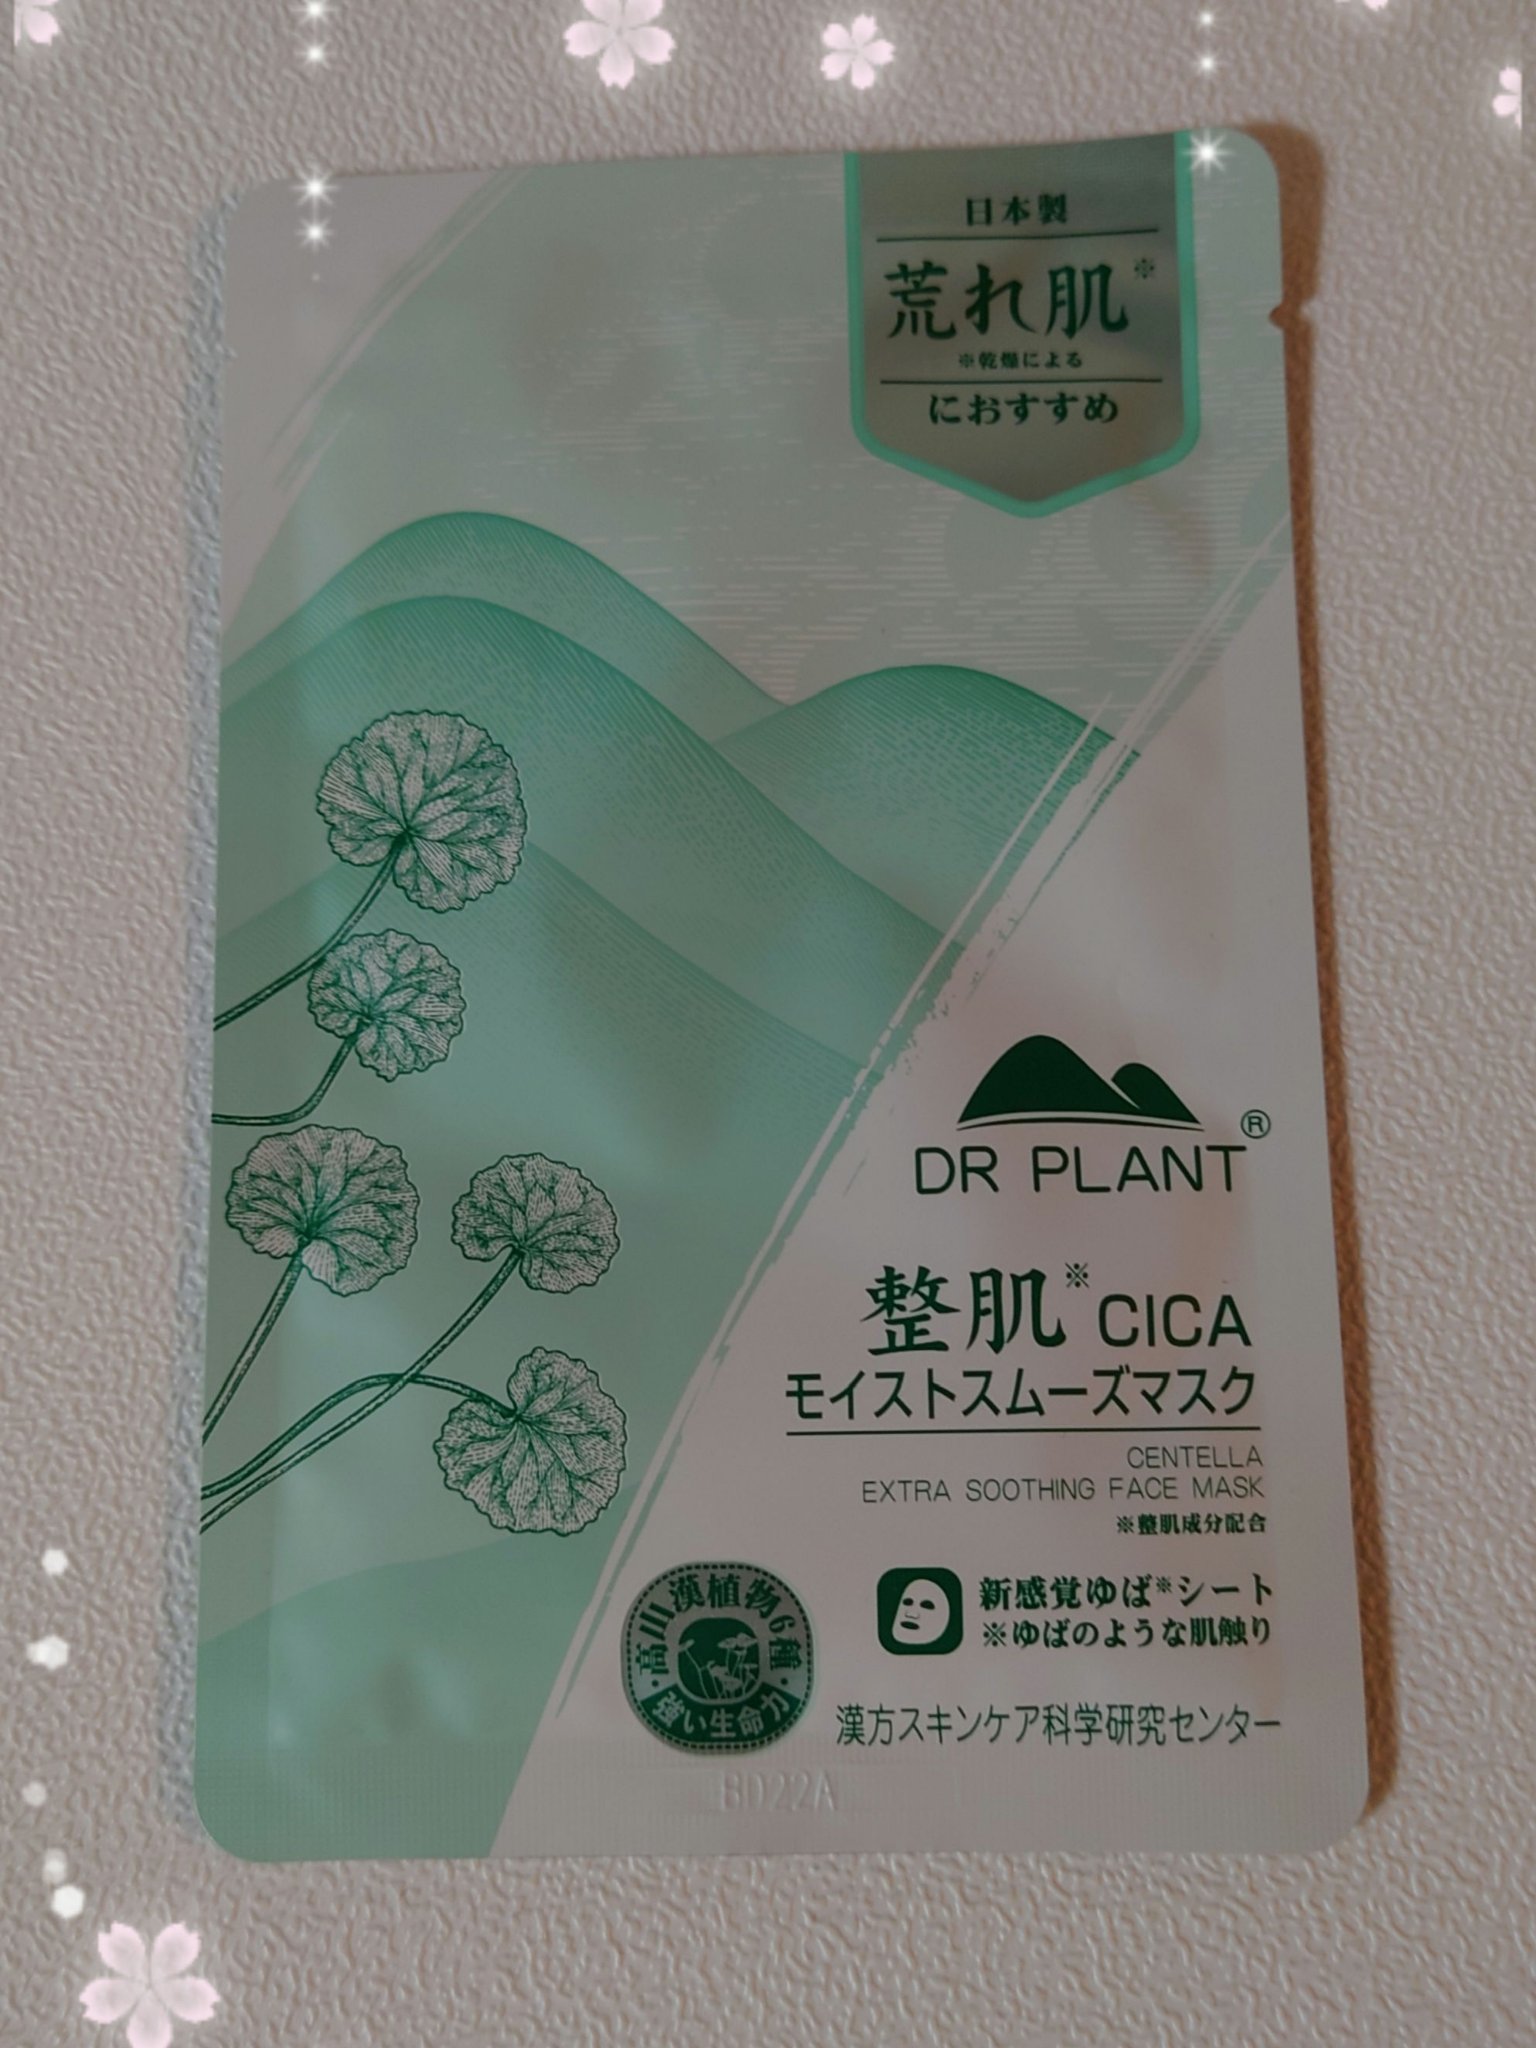 日本製
荒れ肌※
※乾燥による
におすすめ
DR PLANT®
整肌※CICA
モイストスムーズマスク
CENTELLA
EXTRA SOOTHING FACE MASK
※整肌成分配合
新感覚ゆば※シート
※ゆばのような肌触り
高山漢植物6種
・強い生命力・
漢方スキンケア科学研究センター
BD22A